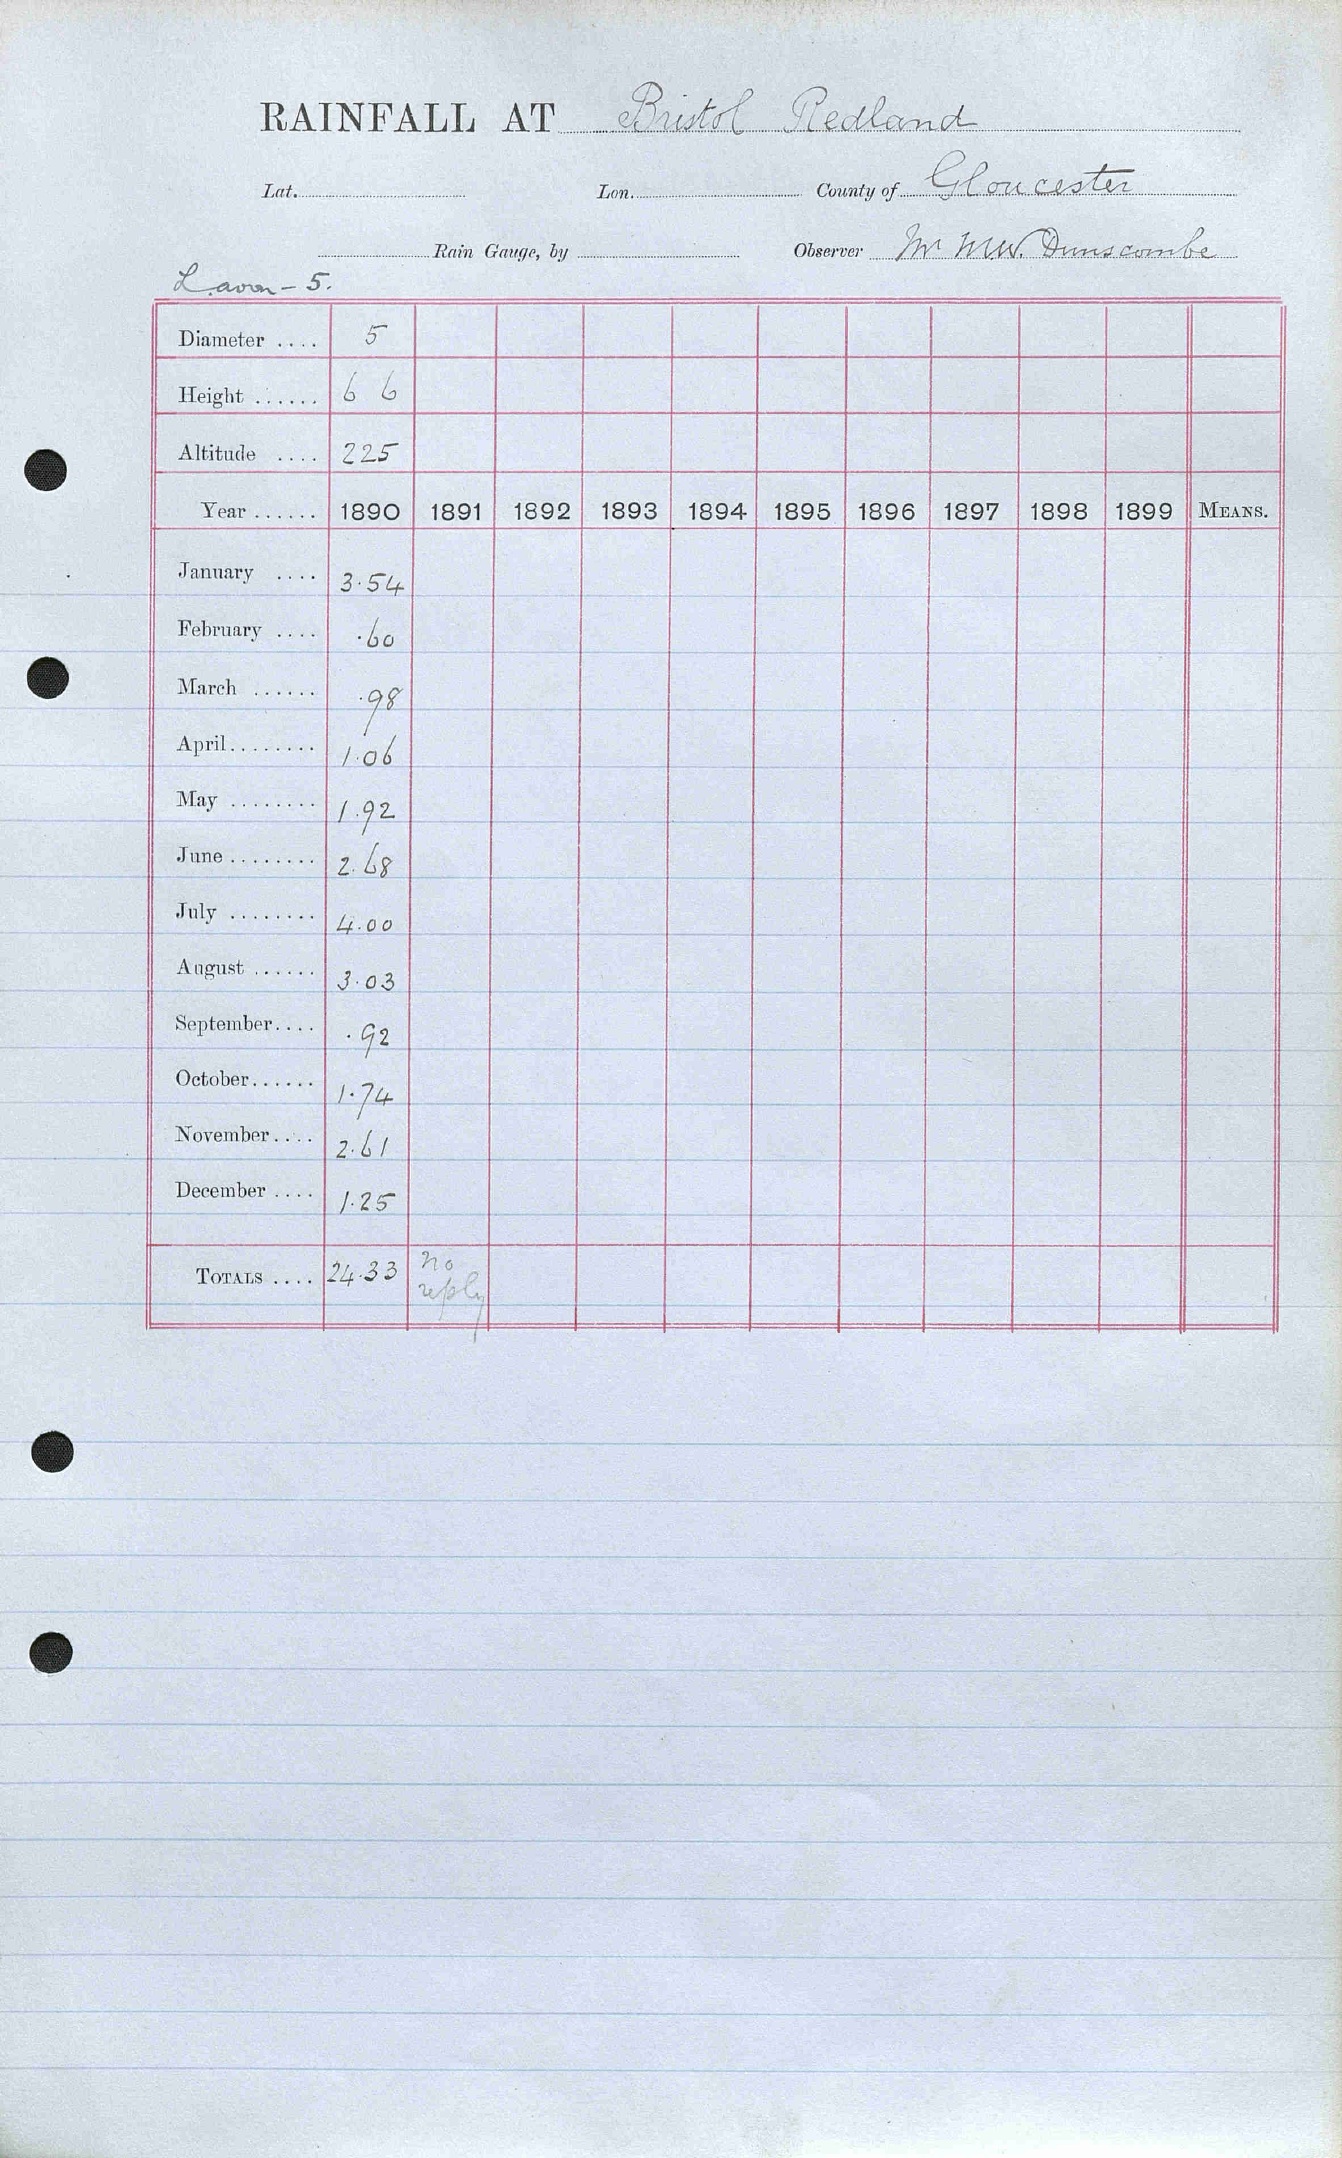 RAINFALL AT Bristol Redland
Lat. Lon. County of Gloucester
Rain Gauge, by Observer Mr M.W. Dunscombe
L. avon - 5.
Diameter .... 5
Height ...... 6 6
Altitude .... 225
Year ...... 1890 1891 1892 1893 1894 1895 1896 1897 1898 1899 MEANS.
January .... 3.54
February .... .60
March ...... .98
April........ 1.06
May ........ 1.92
June ........ 2.68
July ........ 4.00
August ...... 3.03
September.... .92
October...... 1.74
November.... 2.61
December .... 1.25
TOTALS .... 24.33 no
reply